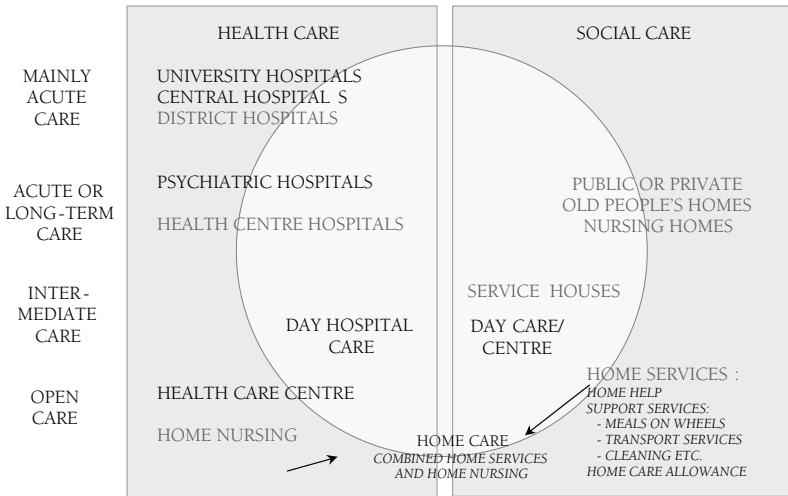 HEALTH CARE
SOCIAL CARE
MAINLY
ACUTE
CARE
UNIVERSITY HOSPITALS
CENTRAL HOSPITAL S
DISTRICT HOSPITALS
ACUTE OR
LONG-TERM
CARE
PSYCHIATRIC HOSPITALS
HEALTH CENTRE HOSPITALS
PUBLIC OR PRIVATE
OLD PEOPLE'S HOMES
NURSING HOMES
INTER-
MEDIATE
CARE
DAY HOSPITAL
CARE
SERVICE HOUSES
DAY CARE/
CENTRE
OPEN
CARE
HEALTH CARE CENTRE
HOME NURSING
HOME CARE
COMBINED HOME SERVICES
AND HOME NURSING
HOME SERVICES :
HOME HELP
SUPPORT SERVICES:
- MEALS ON WHEELS
- TRANSPORT SERVICES
- CLEANING ETC.
HOME CARE ALLOWANCE